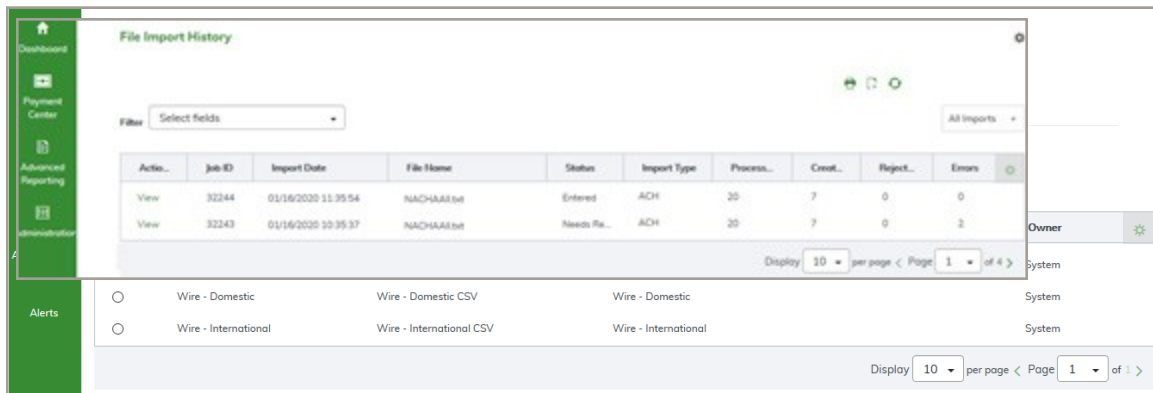 Dashboard
Payment
Center
Advanced
Reporting
Administration
Alerts
File Import History
Filter Select fields
All Imports
Actio... Job ID Import Date File Name Status Import Type Process... Creat... Reject... Errors
View 32244 01/16/2020 11:35:54 NACHAAll.txt Entered ACH 20 7 0 0
View 32243 01/16/2020 10:35:37 NACHAAll.txt Needs Re... ACH 20 7 0 2
Display 10 per page < Page 1 of 4 >
Owner
System
Wire - Domestic Wire - Domestic CSV Wire - Domestic System
Wire - International Wire - International CSV Wire - International System
Display 10 per page < Page 1 of 1 >